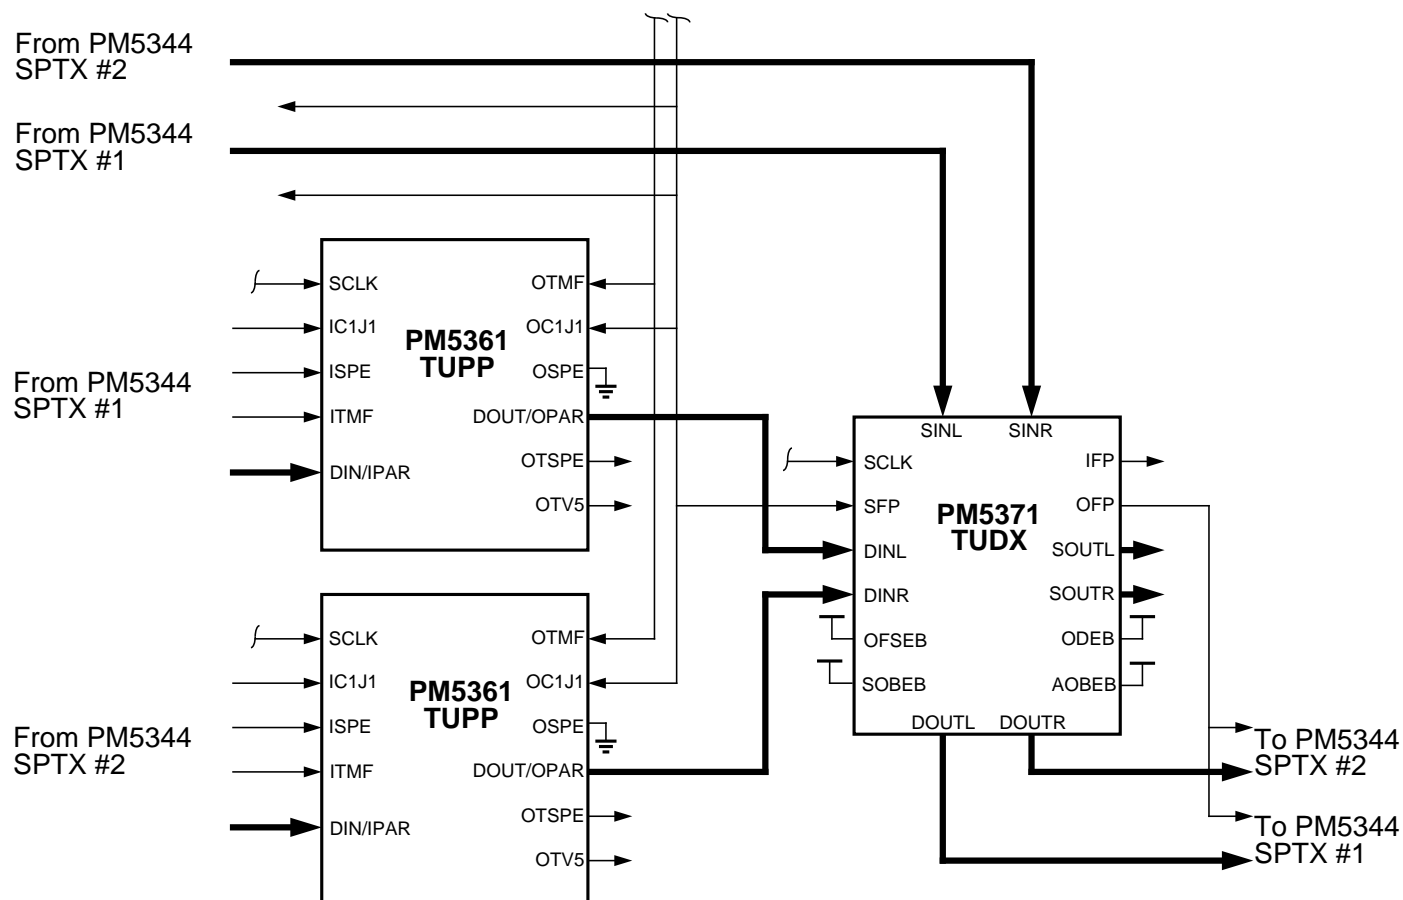 From PM5344
SPTX #2
From PM5344
SPTX #1
SCLK
OTMF
IC1J1
OC1J1
PM5361
TUPP
ISPE
OSPE
From PM5344
SPTX #1
ITMF
DOUT/OPAR
DIN/IPAR
OTSPE
OTV5
SINL
SINR
SCLK
IFP
SFP
OFP
PM5371
TUDX
DINL
SOUTL
DINR
SOUTR
OFSEB
ODEB
SOBEB
AOBEB
DOUTL
DOUTR
SCLK
OTMF
IC1J1
OC1J1
PM5361
TUPP
ISPE
OSPE
From PM5344
SPTX #2
ITMF
DOUT/OPAR
DIN/IPAR
OTSPE
OTV5
To PM5344
SPTX #2
To PM5344
SPTX #1